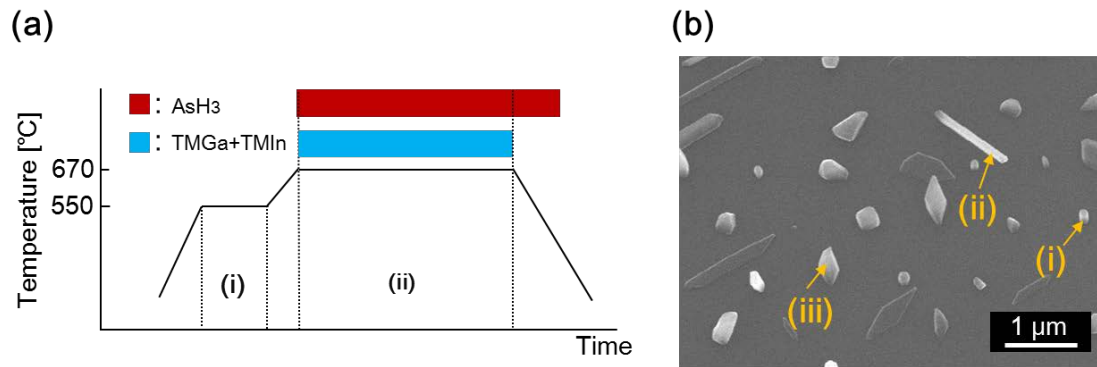 (a)
: AsH3
: TMGa+TMIn
Temperature [℃]
670
550
(i)
(ii)
Time
(b)
(ii)
(i)
(iii)
1 μm